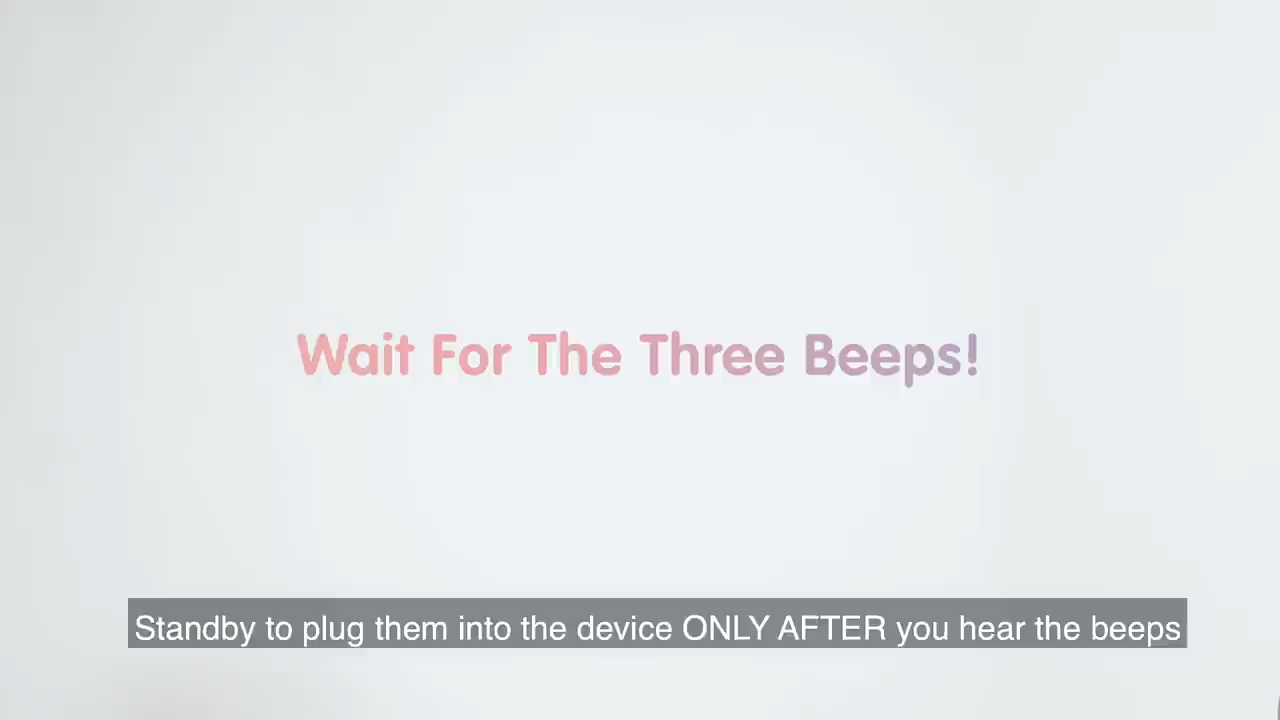 Wait For The Three Beeps!
Standby to plug them into the device ONLY AFTER you hear the beeps